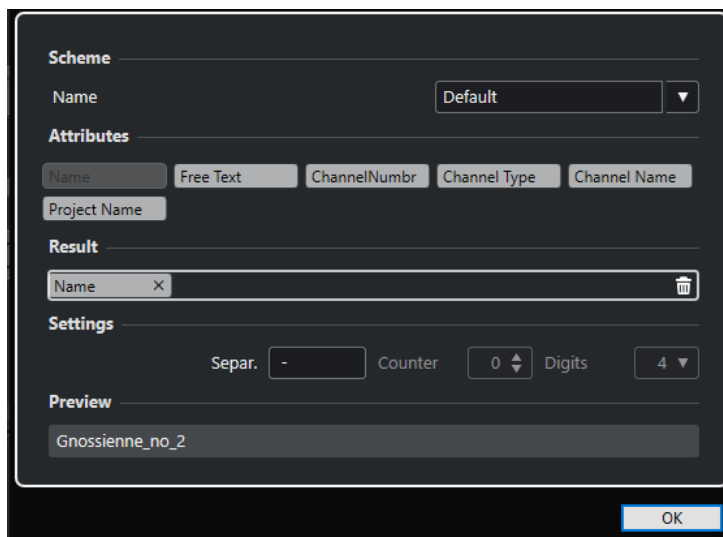 Scheme
Name Default
Attributes
Name Free Text ChannelNumbr Channel Type Channel Name
Project Name
Result
Name
Settings
Separ. - Counter 0 Digits 4
Preview
Gnossienne_no_2
OK